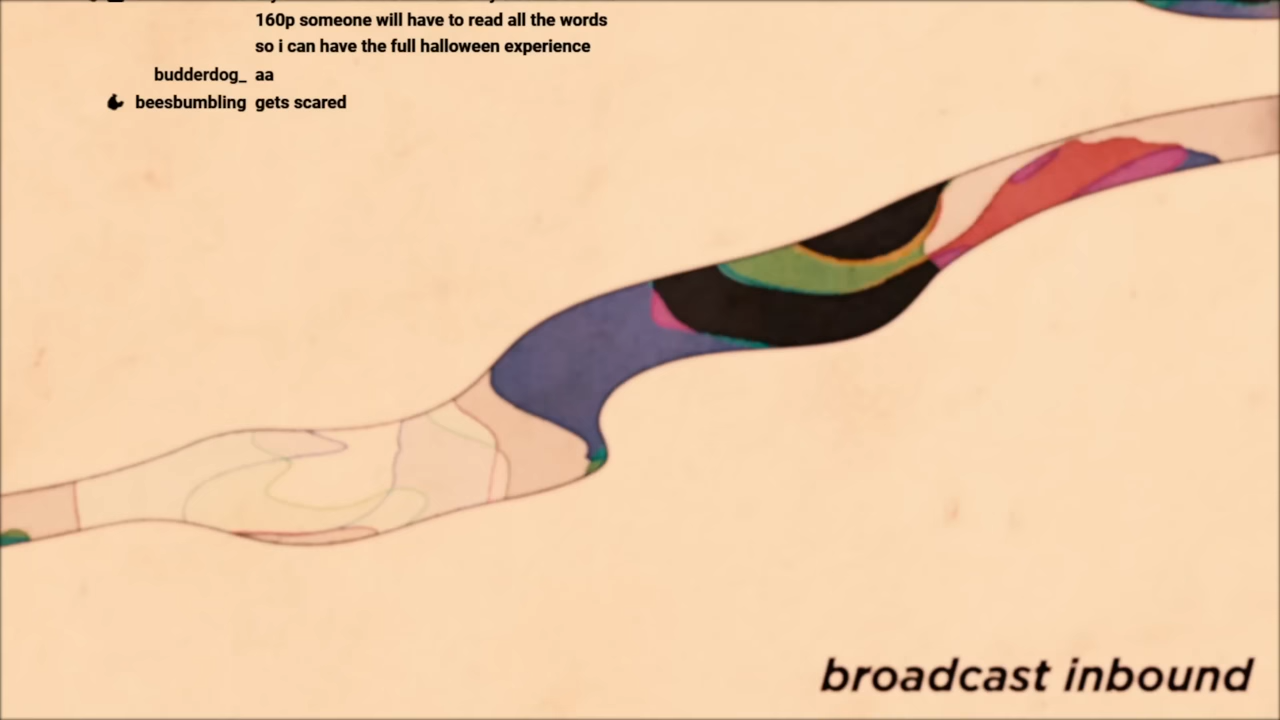 160p someone will have to read all the words
so i can have the full halloween experience
budderdog_ aa
beesbumbling gets scared
broadcast inbound